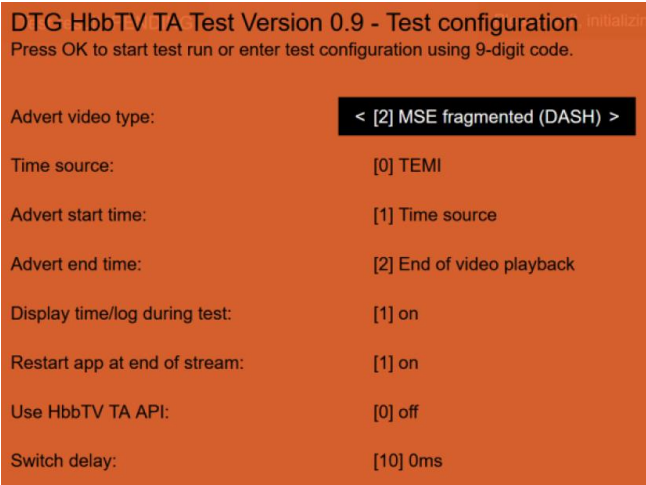 DTG HbbTV TA Test Version 0.9 - Test configuration
Press OK to start test run or enter test configuration using 9-digit code.
Advert video type: < [2] MSE fragmented (DASH) >
Time source: [0] TEMI
Advert start time: [1] Time source
Advert end time: [2] End of video playback
Display time/log during test: [1] on
Restart app at end of stream: [1] on
Use HbbTV TA API: [0] off
Switch delay: [10] 0ms